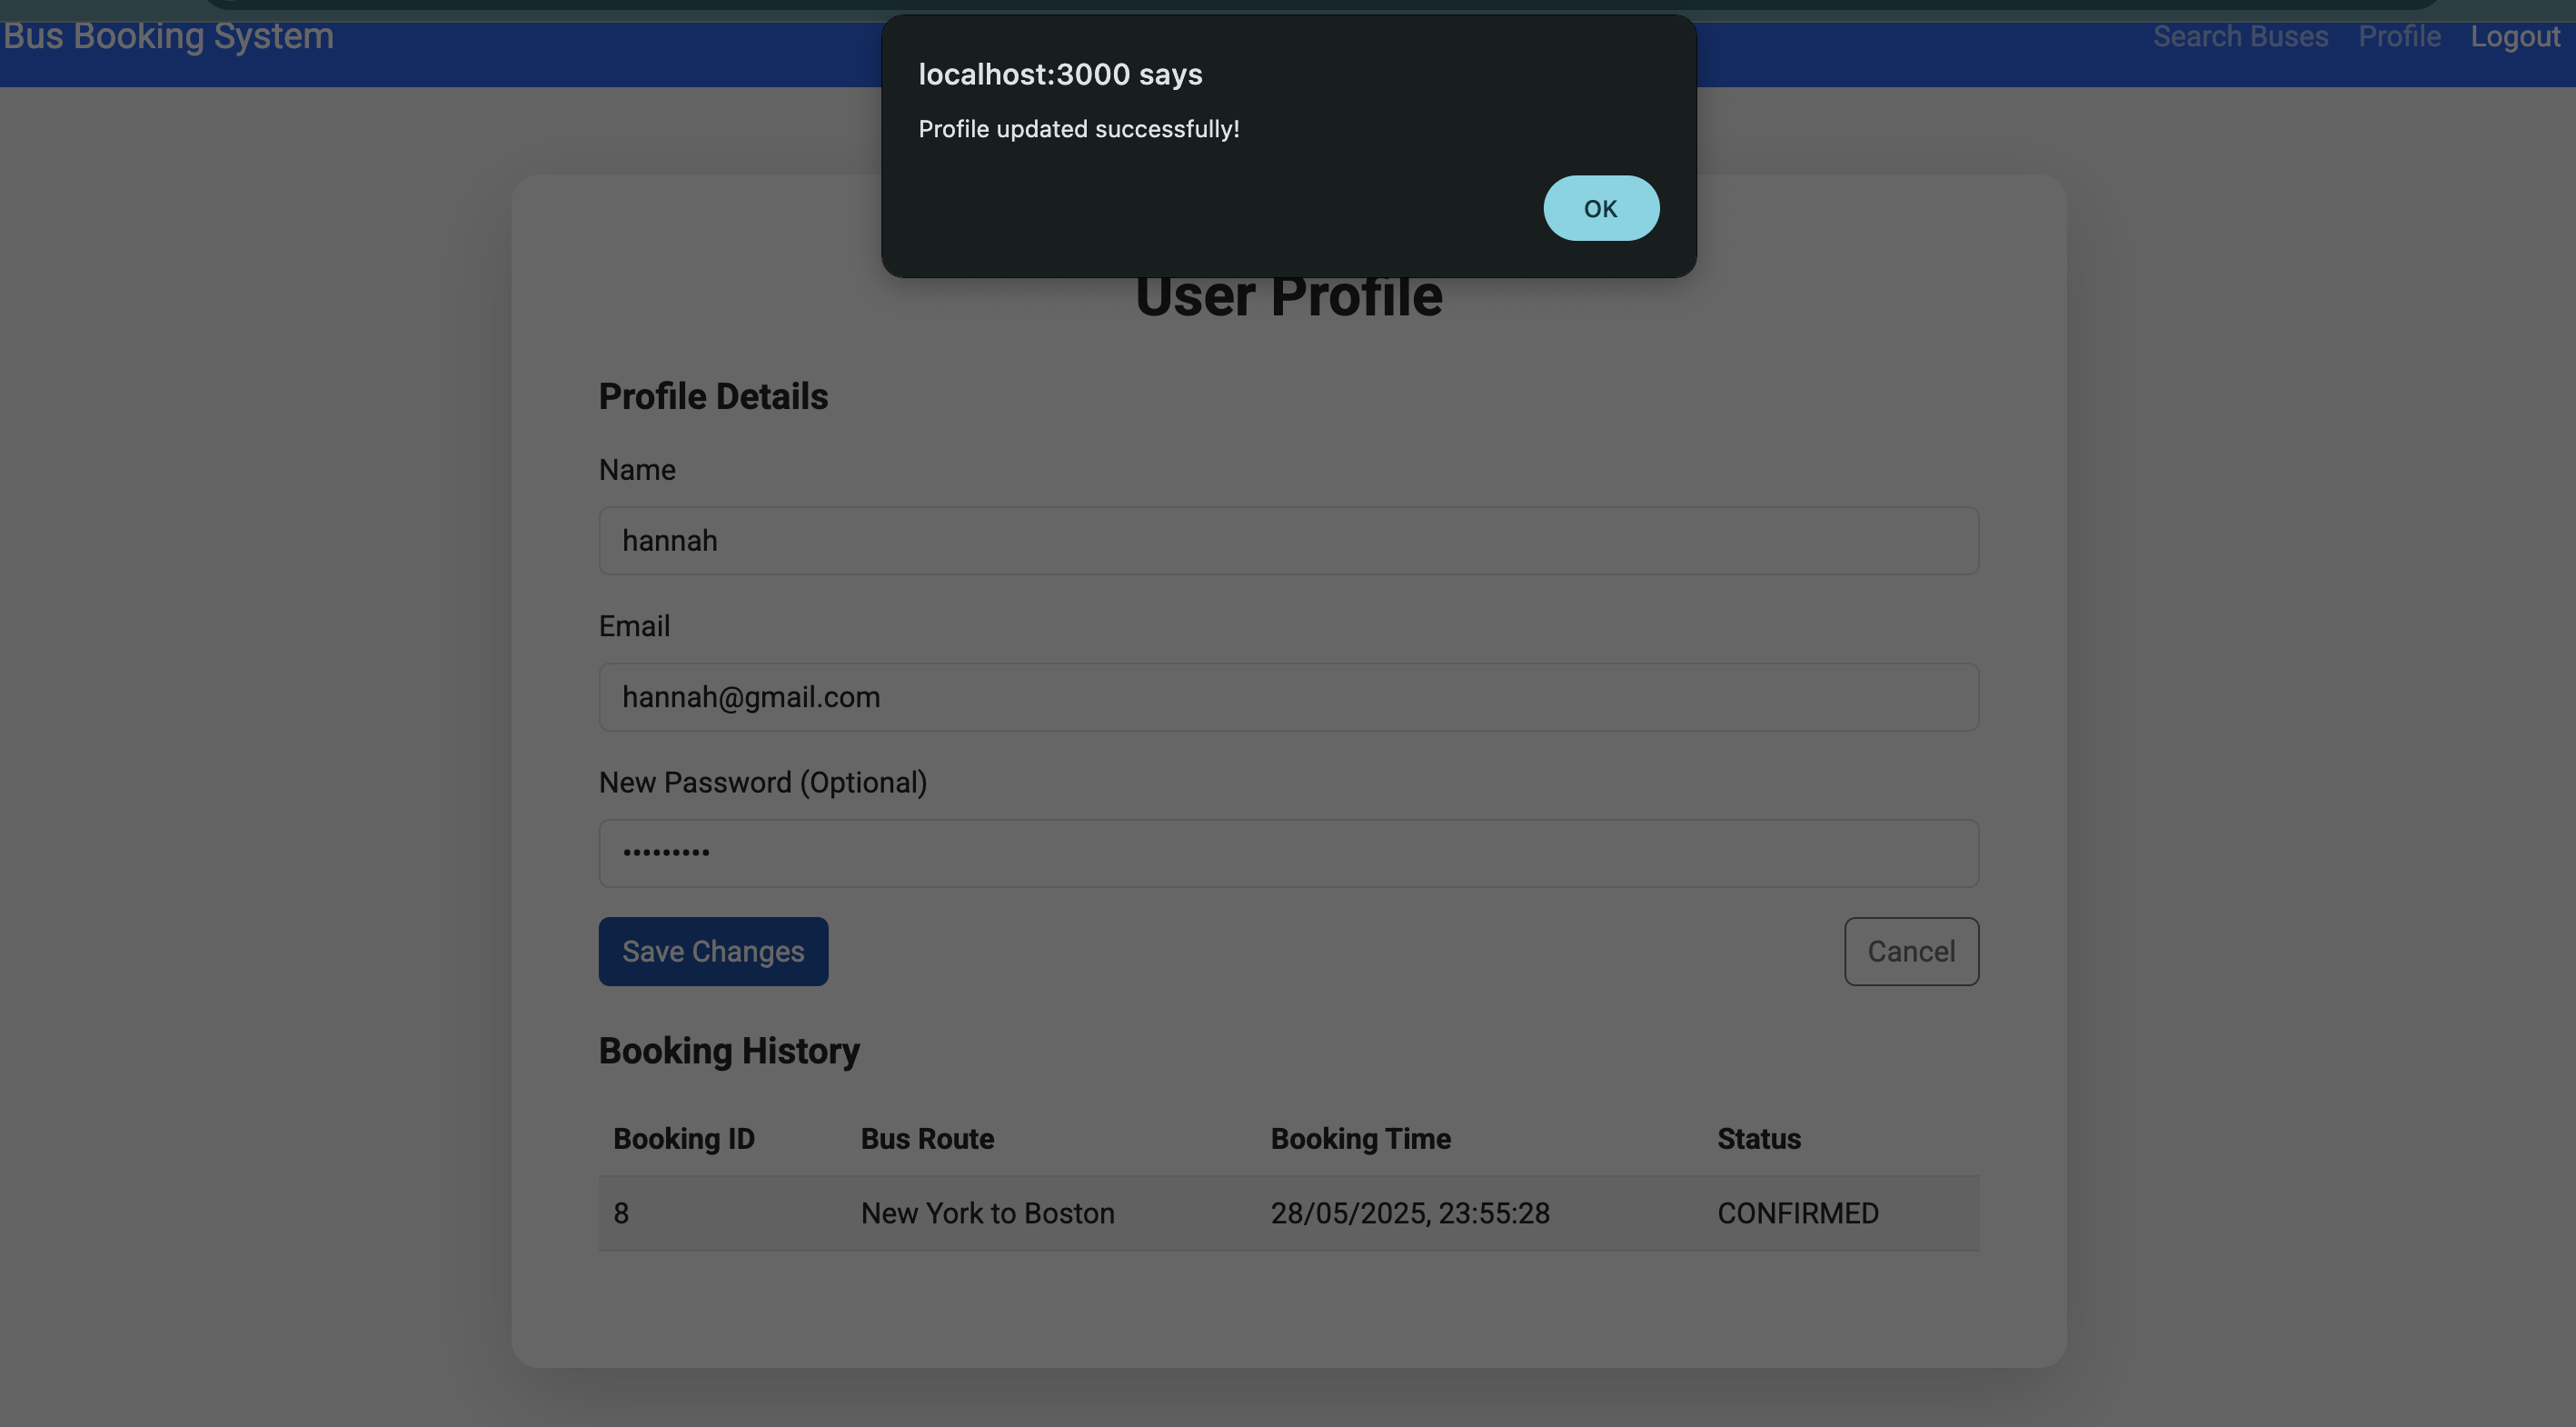 Bus Booking System
Search Buses Profile Logout
localhost:3000 says
Profile updated successfully!
OK
User Profile
Profile Details
Name
hannah
Email
hannah@gmail.com
New Password (Optional)
•••••••••
Save Changes
Cancel
Booking History
Booking ID Bus Route Booking Time Status
8 New York to Boston 28/05/2025, 23:55:28 CONFIRMED